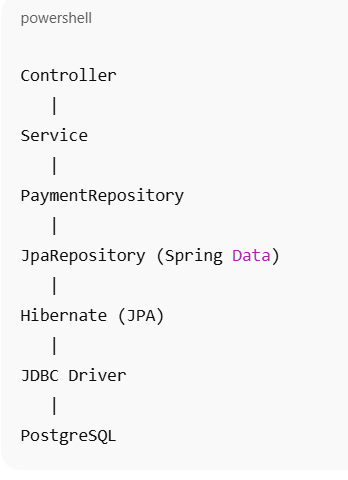 powershell
Controller
|
Service
|
PaymentRepository
|
JpaRepository (Spring Data)
|
Hibernate (JPA)
|
JDBC Driver
|
PostgreSQL